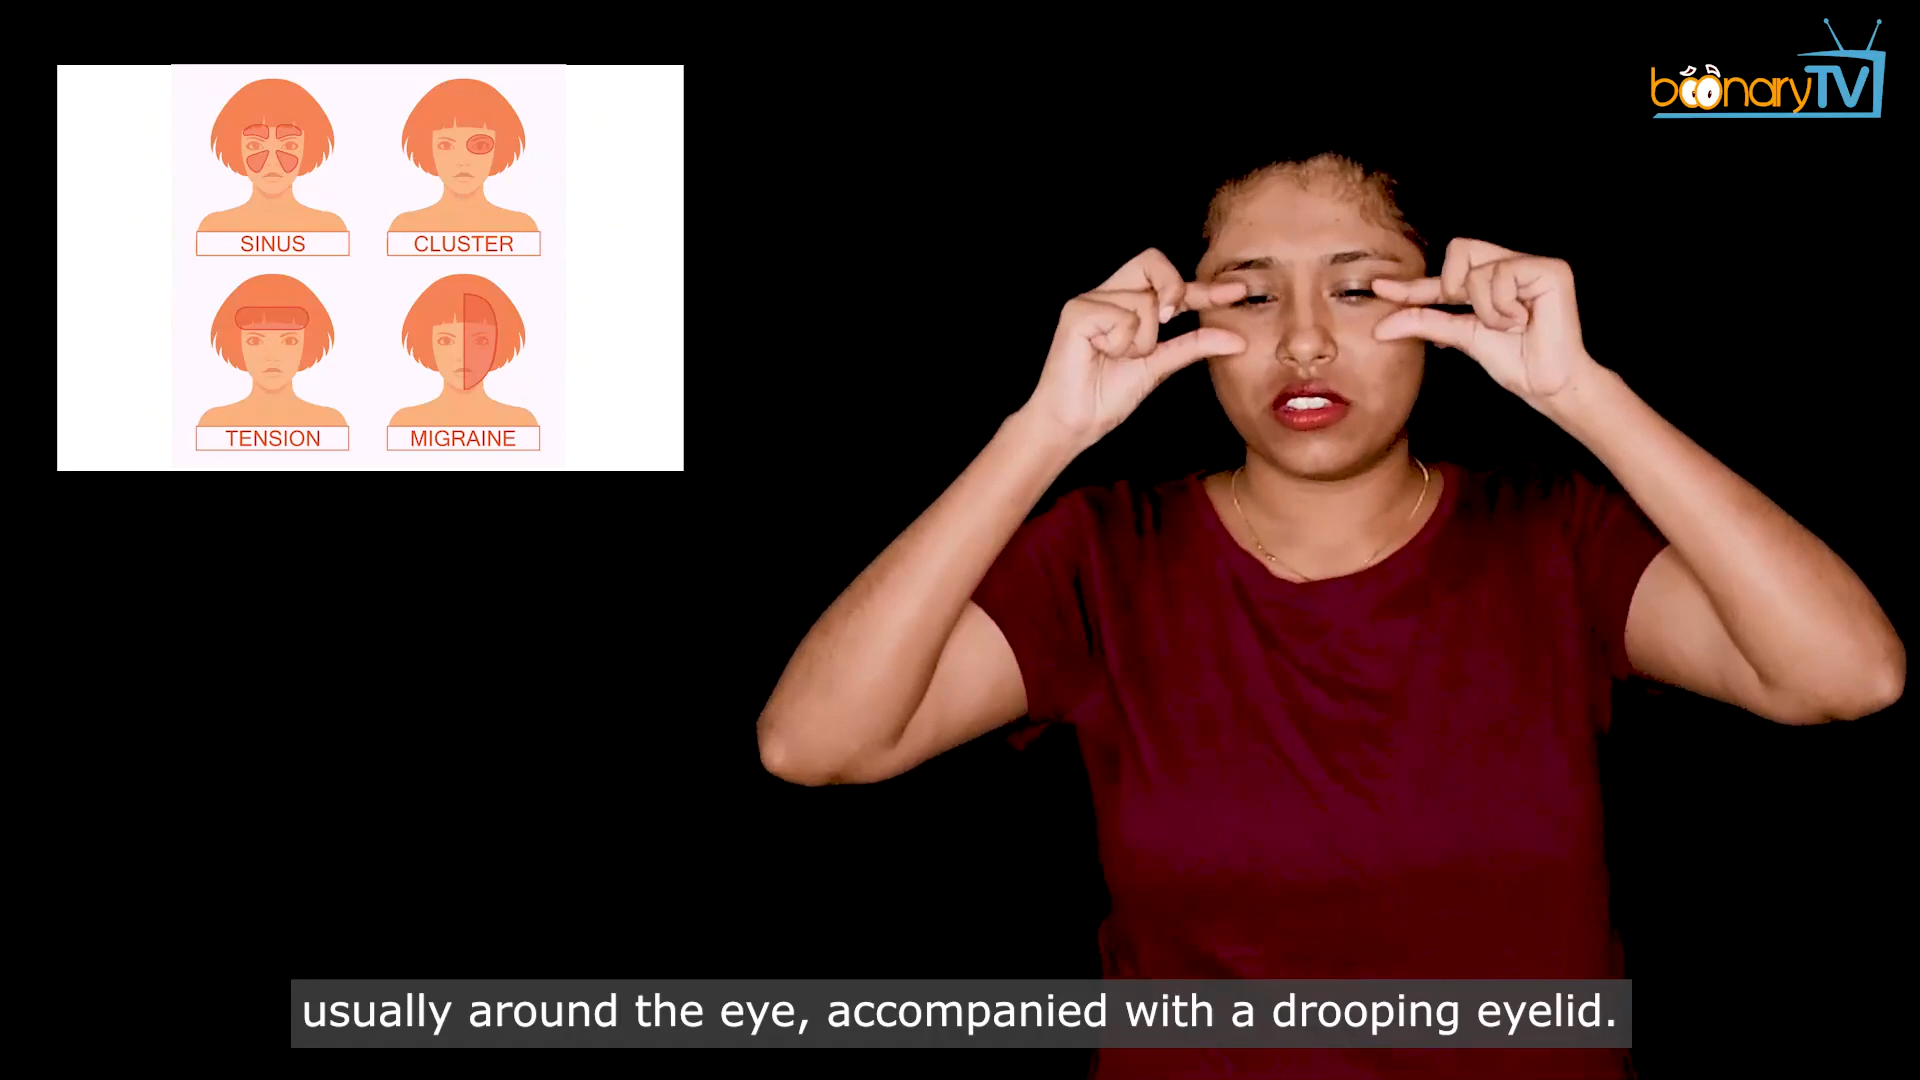 boonaryTV
SINUS
CLUSTER
TENSION
MIGRAINE
usually around the eye, accompanied with a drooping eyelid.